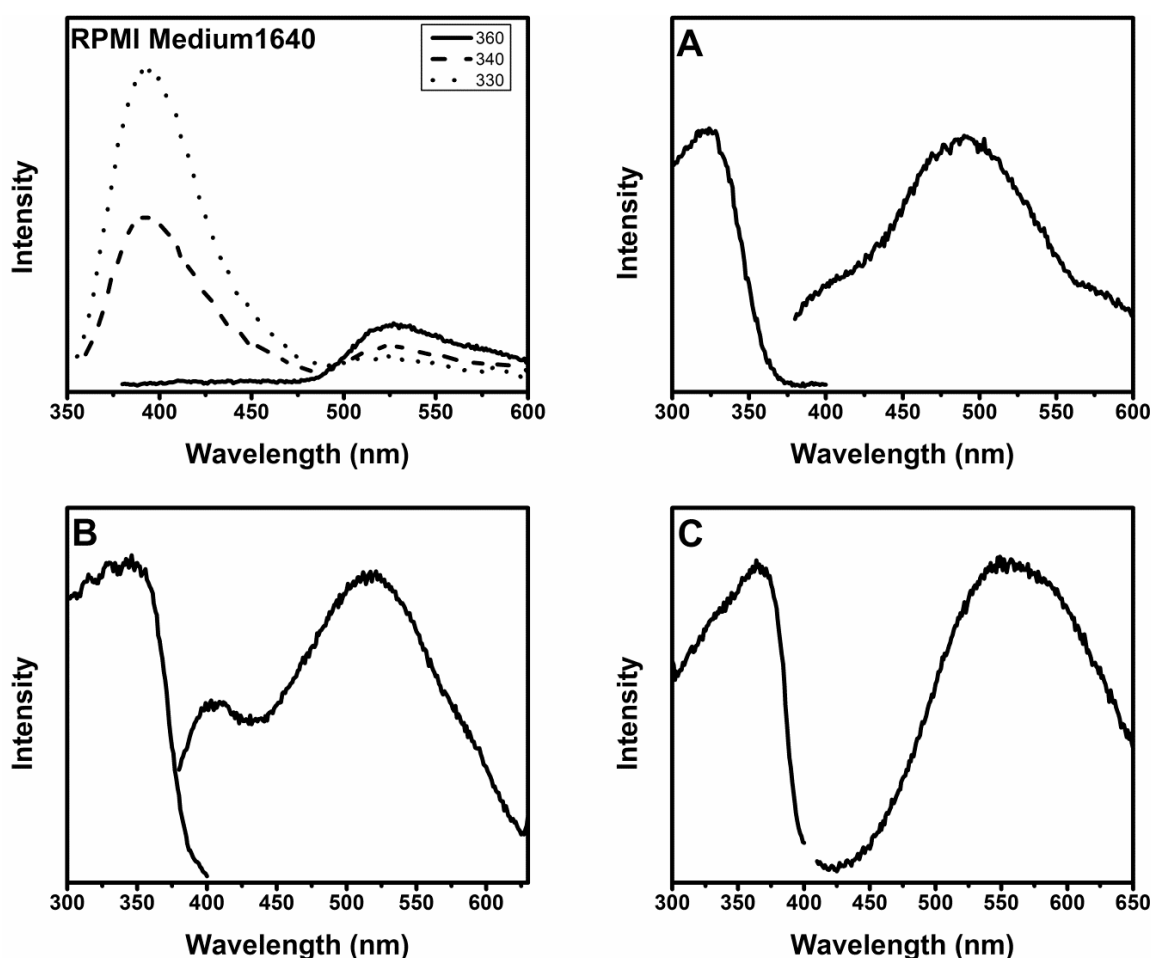 RPMI Medium1640
360
340
330
Intensity
350 400 450 500 550 600
Wavelength (nm)
A
Intensity
300 350 400 450 500 550 600
Wavelength (nm)
B
Intensity
300 350 400 450 500 550 600
Wavelength (nm)
C
Intensity
300 350 400 450 500 550 600 650
Wavelength (nm)